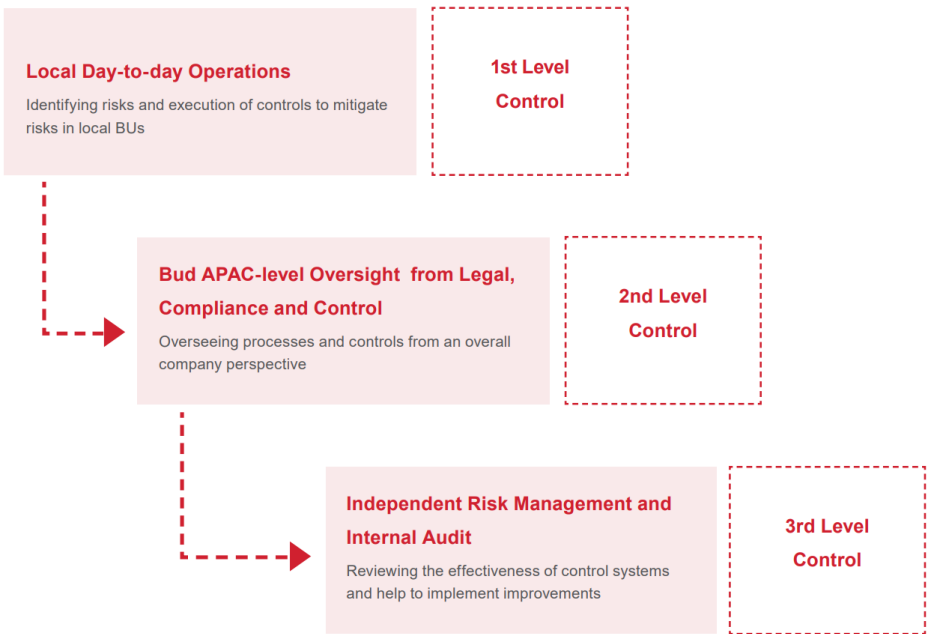 Local Day-to-day Operations
Identifying risks and execution of controls to mitigate
risks in local BUs
1st Level
Control
Bud APAC-level Oversight  from Legal,
Compliance and Control
Overseeing processes and controls from an overall
company perspective
2nd Level
Control
Independent Risk Management and
Internal Audit
Reviewing the effectiveness of control systems
and help to implement improvements
3rd Level
Control